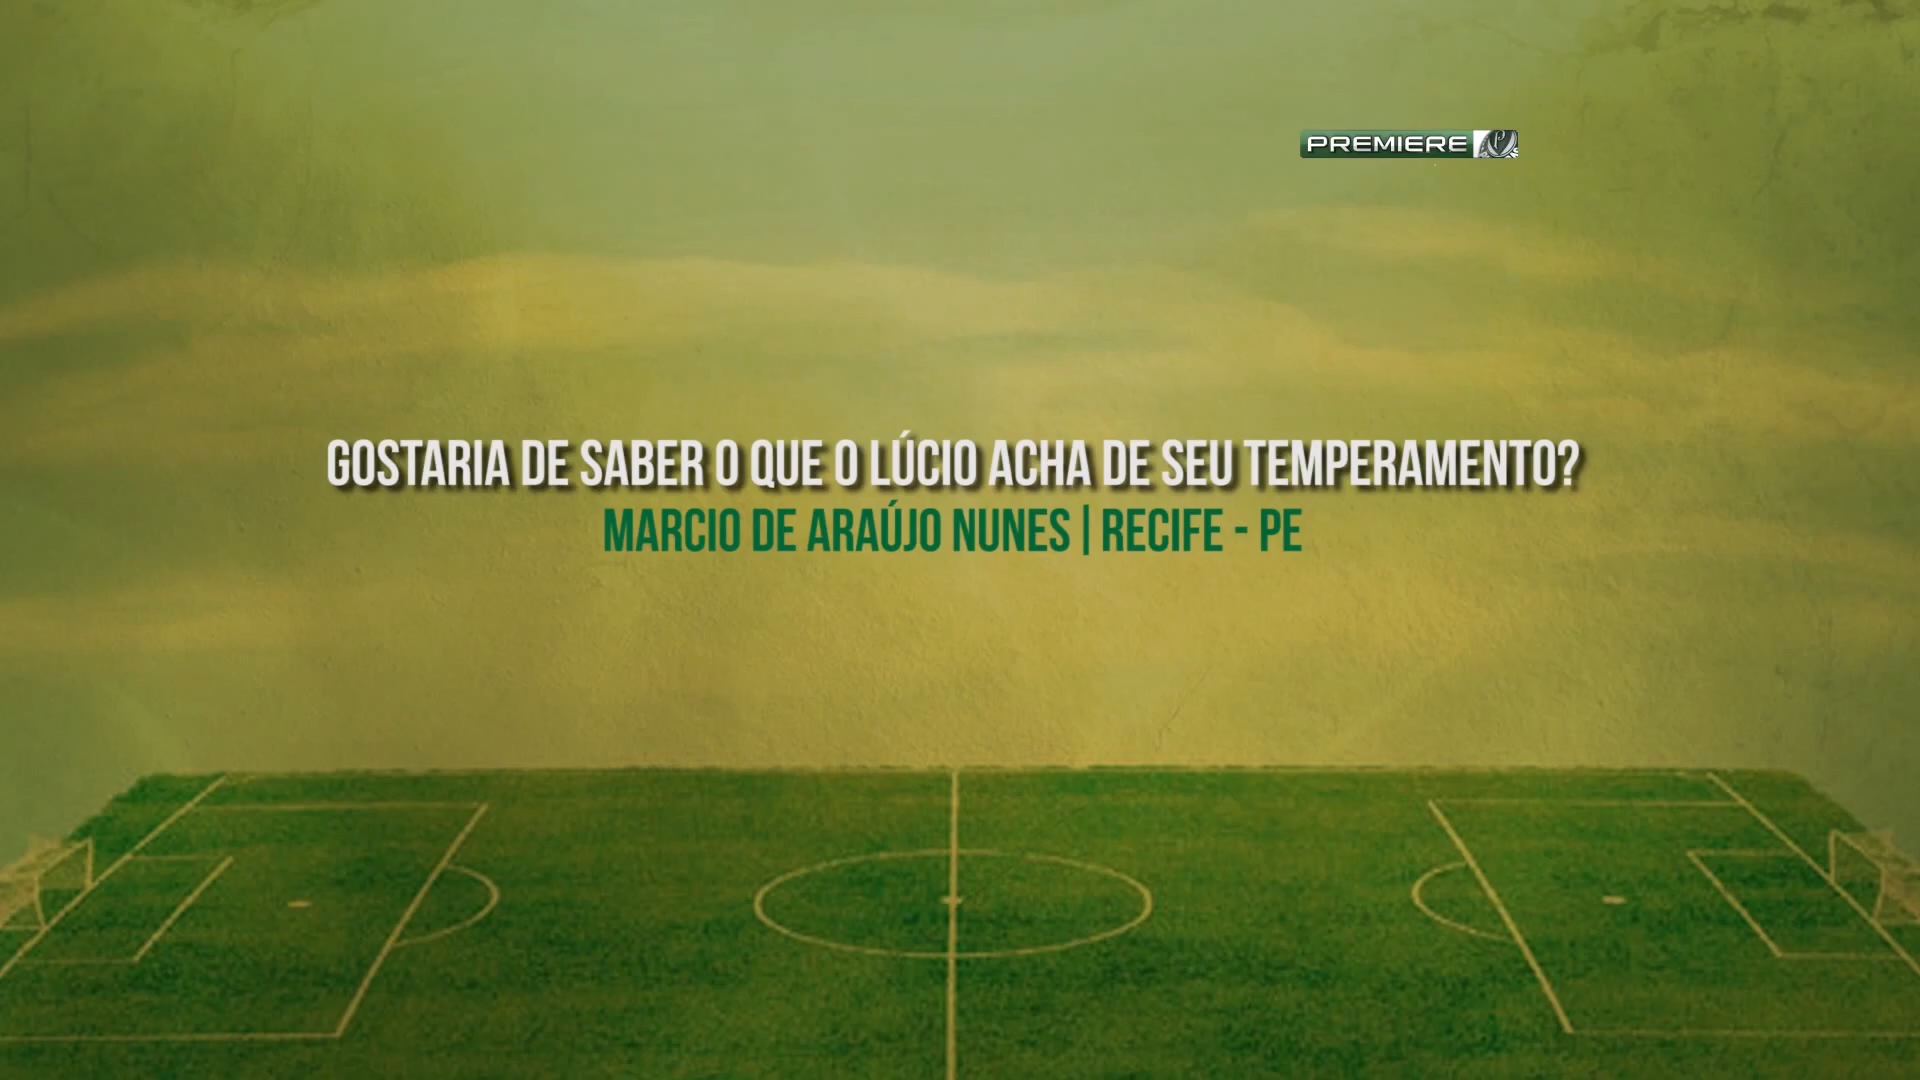 PREMIERE
GOSTARIA DE SABER O QUE O LÚCIO ACHA DE SEU TEMPERAMENTO?
MARCIO DE ARAÚJO NUNES | RECIFE - PE